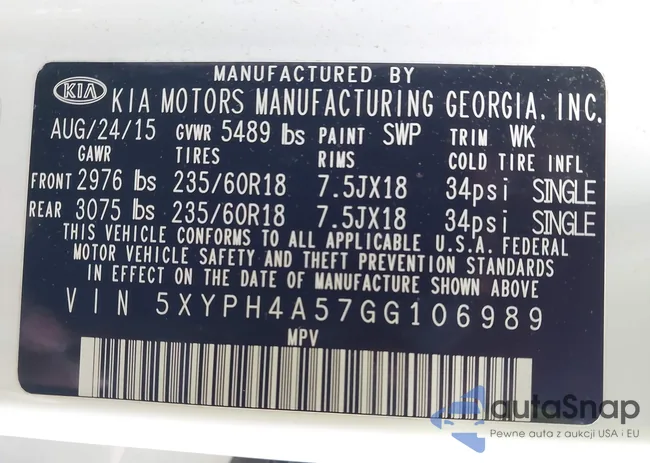 MANUFACTURED BY
KIA KIA MOTORS MANUFACTURING GEORGIA, INC.
AUG/24/15 GVWR 5489 lbs PAINT SWP TRIM WK
GAWR TIRES RIMS COLD TIRE INFL
FRONT 2976 lbs 235/60R18 7.5JX18 34psi SINGLE
REAR 3075 lbs 235/60R18 7.5JX18 34psi SINGLE
THIS VEHICLE CONFORMS TO ALL APPLICABLE U.S.A. FEDERAL
MOTOR VEHICLE SAFETY AND THEFT PREVENTION STANDARDS
IN EFFECT ON THE DATE OF MANUFACTURE SHOWN ABOVE
VIN 5XYPH4A57GG106989
MPV
autaSnap
Pewne auta z aukcji USA i EU